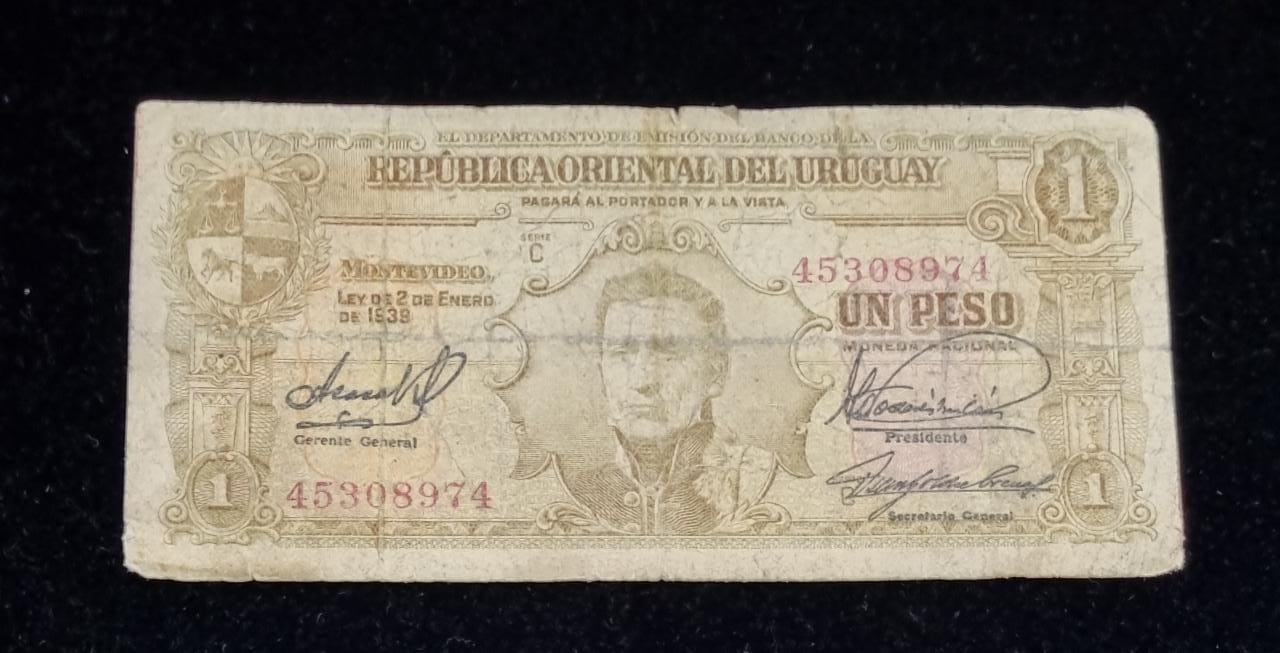 EL DEPARTAMENTO DE EMISIÓN DEL BANCO DE LA
REPÚBLICA ORIENTAL DEL URUGUAY
PAGARÁ AL PORTADOR Y A LA VISTA
1
SERIE
C
MONTEVIDEO,
LEY DE 2 DE ENERO
DE 1939
45308974
UN PESO
MONEDA NACIONAL
Gerente General
Presidente
45308974
Secretario General
1
1